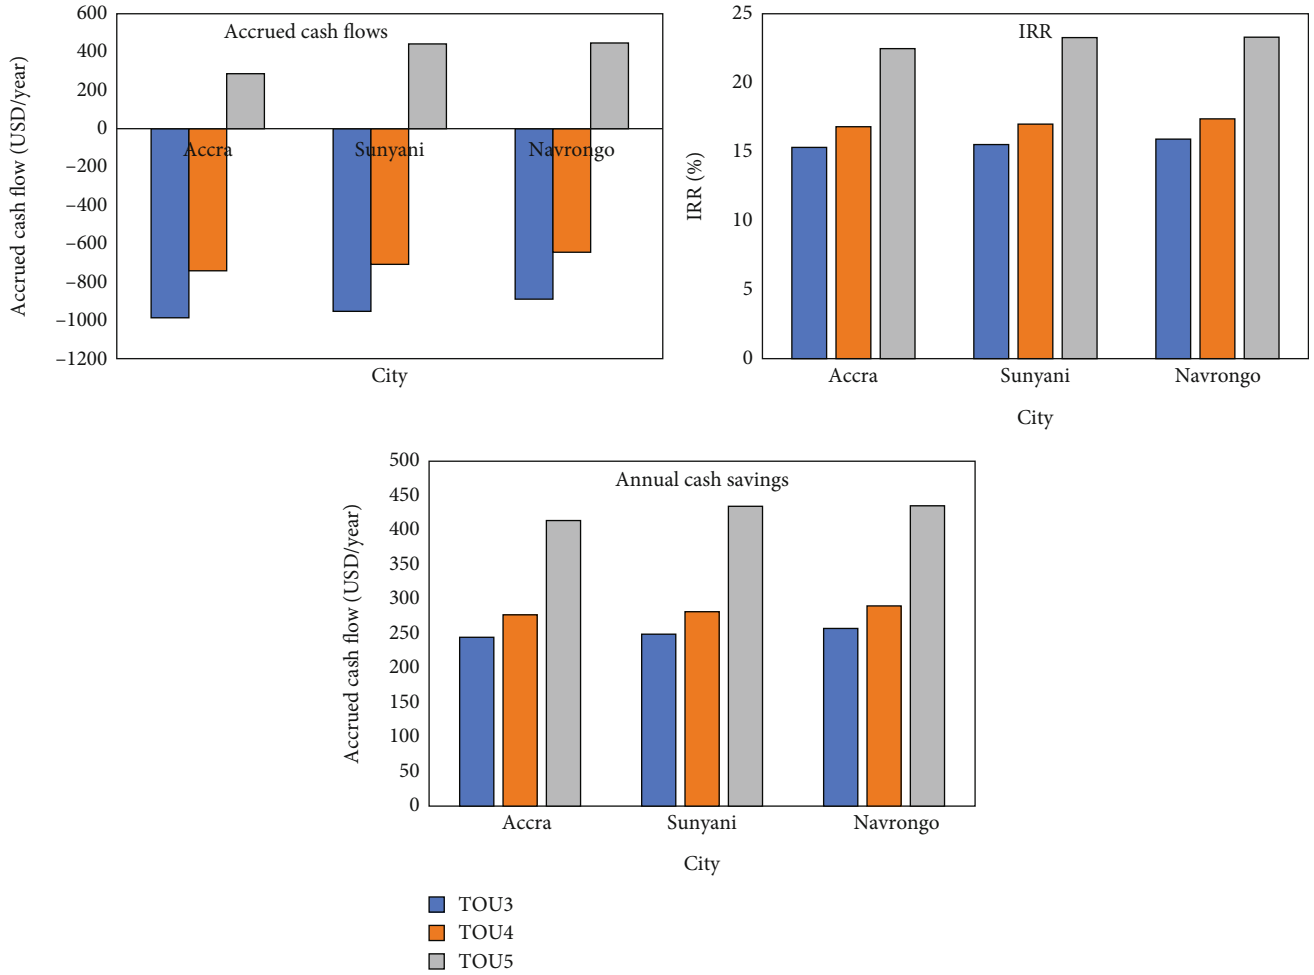 Accrued cash flows
Accrued cash flow (USD/year)
600
400
200
0
–200
–400
–600
–800
–1000
–1200
Accra
Sunyani
Navrongo
City
IRR
IRR (%)
25
20
15
10
5
0
Accra
Sunyani
Navrongo
City
Annual cash savings
Accrued cash flow (USD/year)
500
450
400
350
300
250
200
150
100
50
0
Accra
Sunyani
Navrongo
City
TOU3
TOU4
TOU5